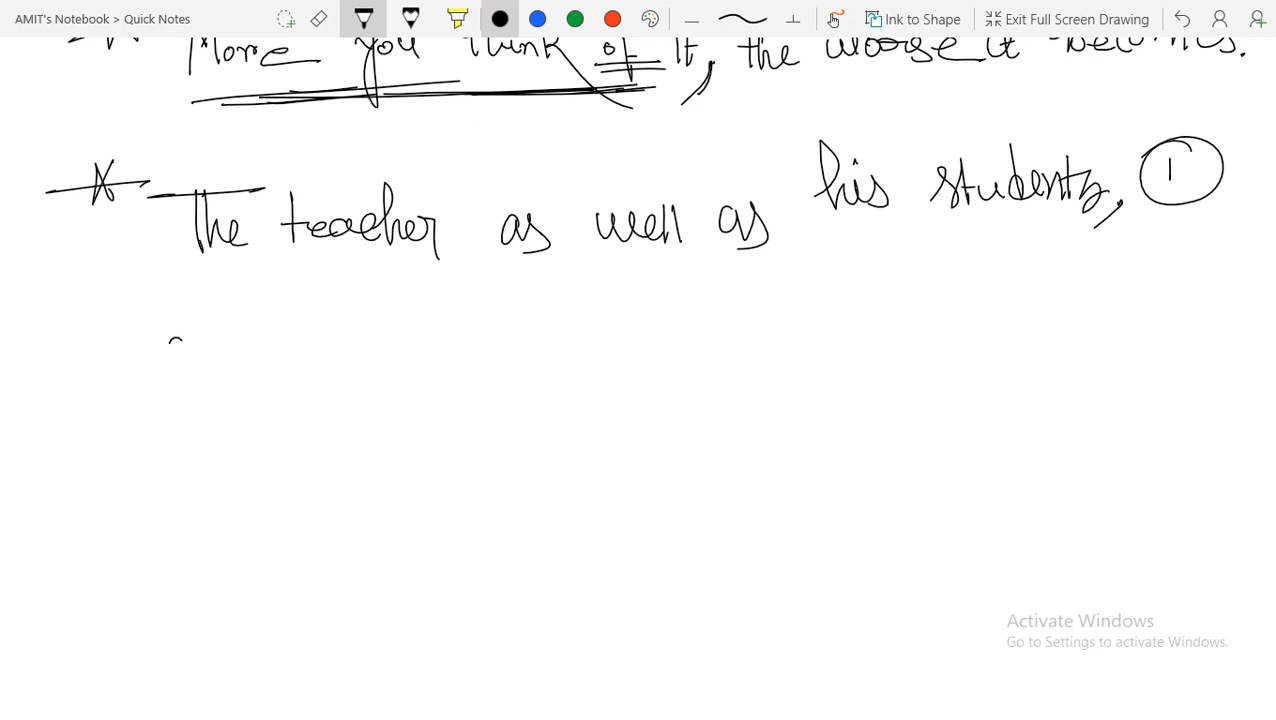 AMIT's Notebook > Quick Notes
Ink to Shape
Exit Full Screen Drawing
More you think of it, the worse it becomes.
The teacher as well as his students, 1
Activate Windows
Go to Settings to activate Windows.